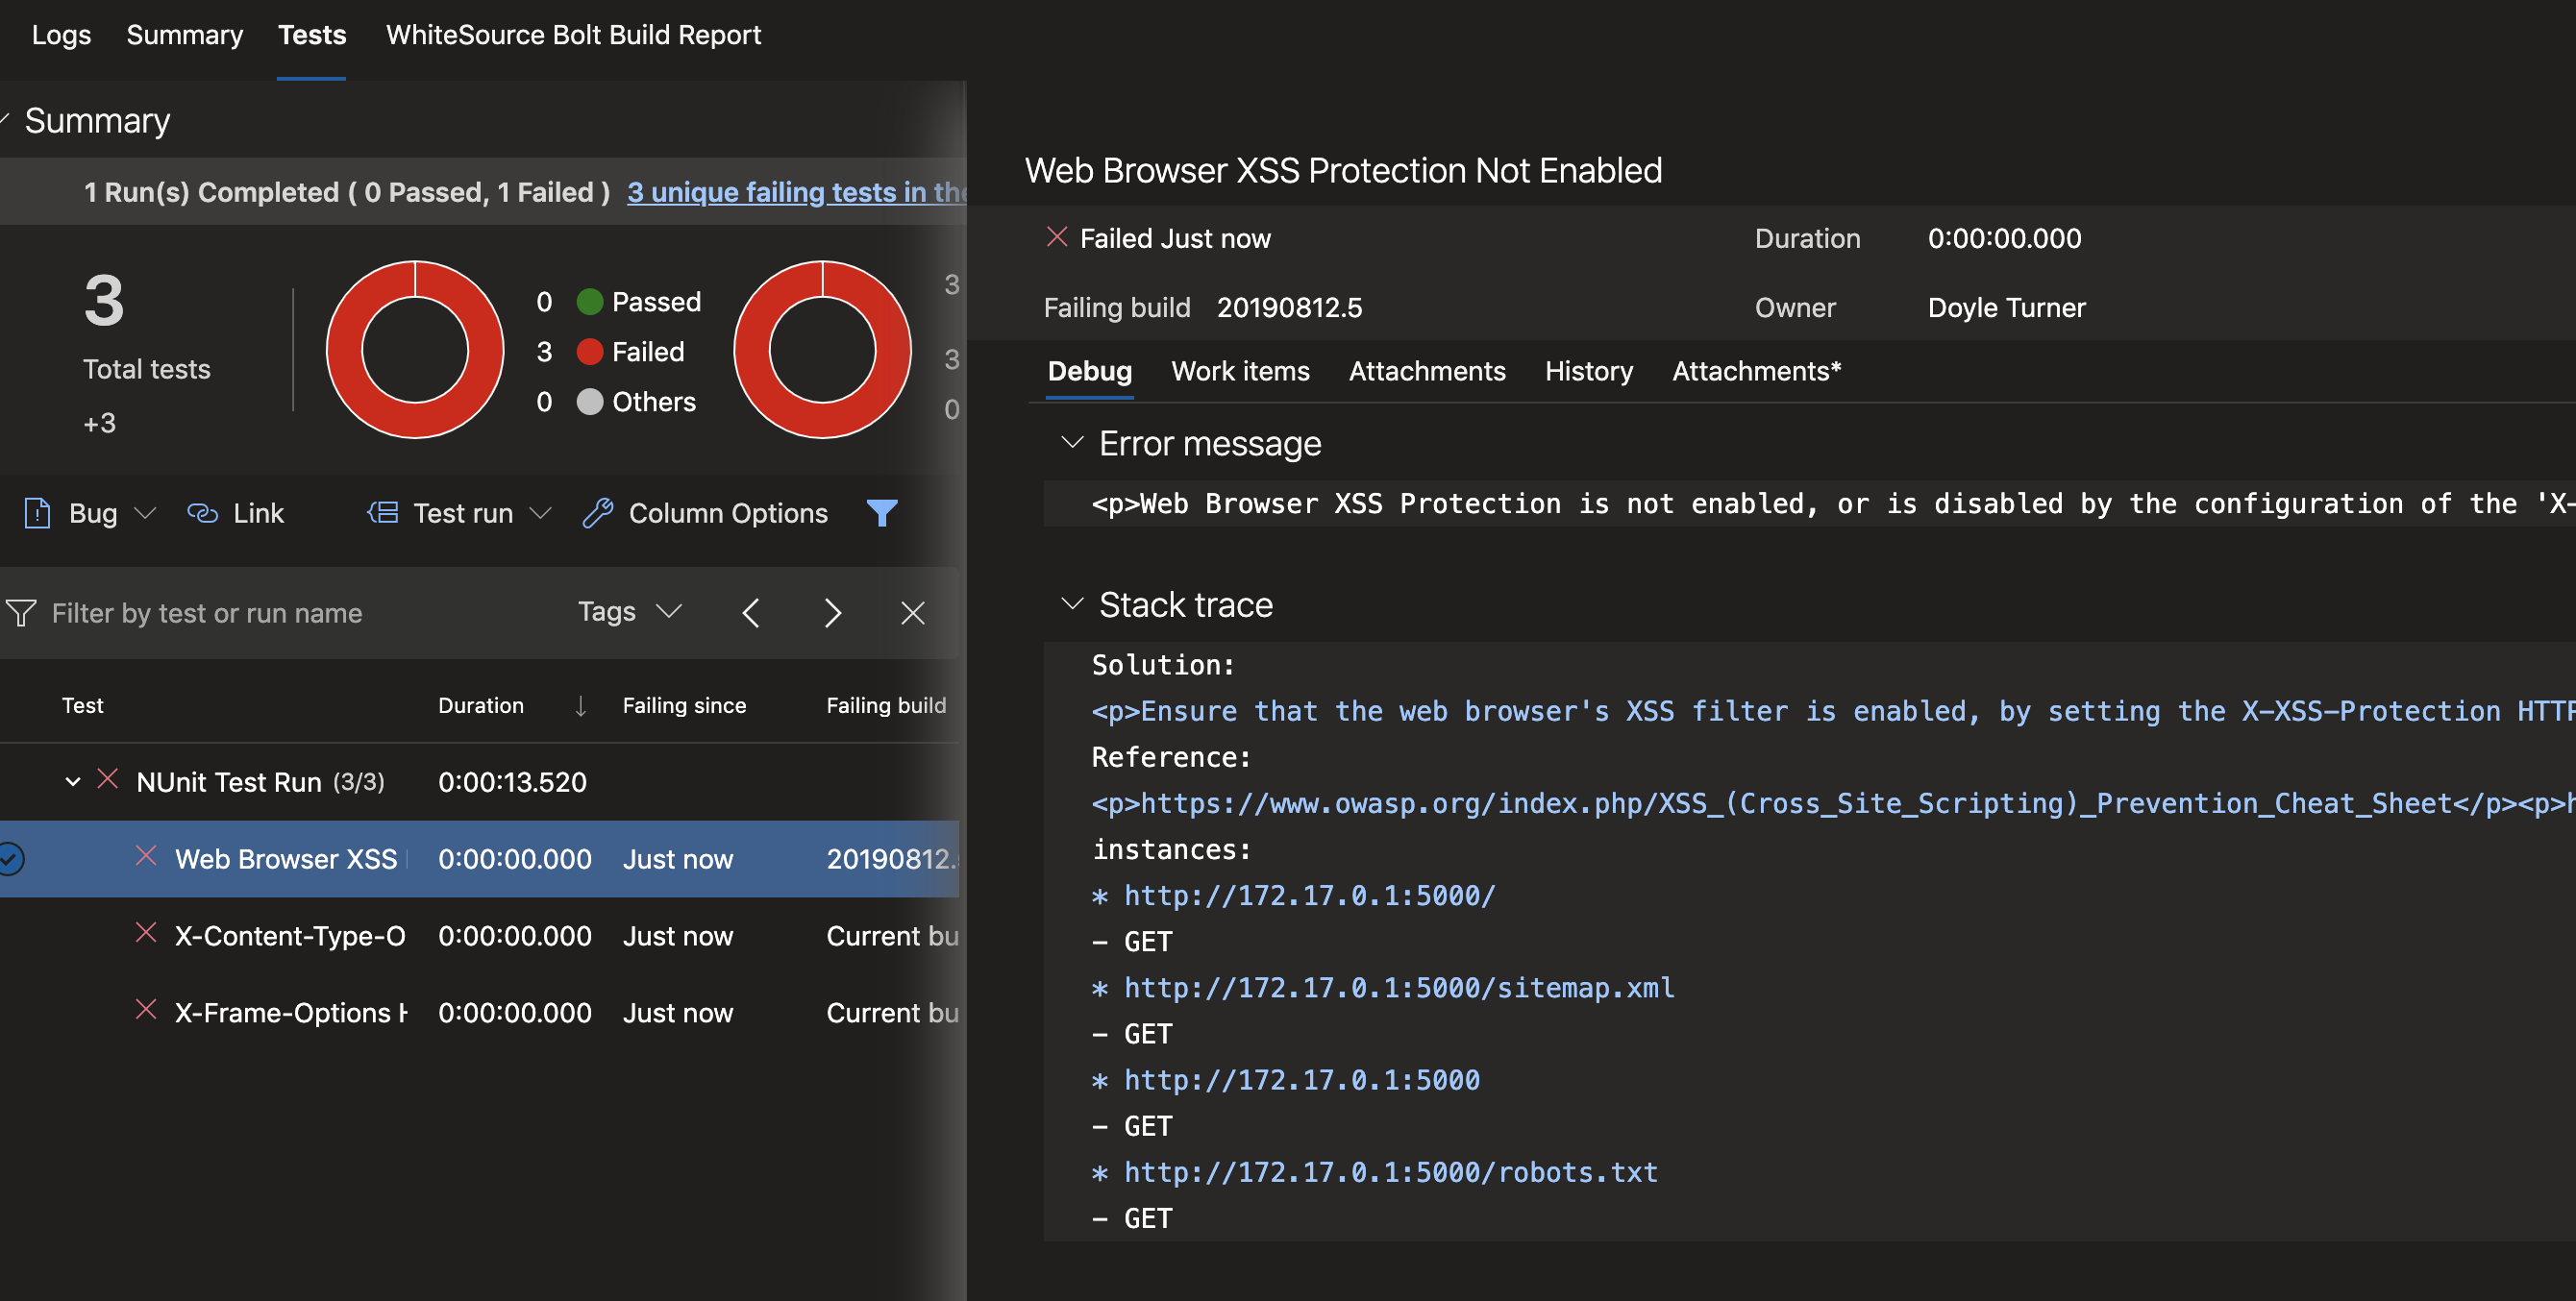 Logs Summary Tests WhiteSource Bolt Build Report
Summary
1 Run(s) Completed ( 0 Passed, 1 Failed ) 3 unique failing tests in the
3
Total tests
+3
0 Passed
3 Failed
0 Others
3
3
0
Bug Link Test run Column Options
Filter by test or run name Tags
Test Duration Failing since Failing build
NUnit Test Run (3/3) 0:00:13.520
Web Browser XSS 0:00:00.000 Just now 20190812.5
X-Content-Type-O 0:00:00.000 Just now Current bu
X-Frame-Options H 0:00:00.000 Just now Current bu
Web Browser XSS Protection Not Enabled
Failed Just now Duration 0:00:00.000
Failing build 20190812.5 Owner Doyle Turner
Debug Work items Attachments History Attachments*
Error message
<p>Web Browser XSS Protection is not enabled, or is disabled by the configuration of the 'X-
Stack trace
Solution:
<p>Ensure that the web browser's XSS filter is enabled, by setting the X-XSS-Protection HTTP
Reference:
<p>https://www.owasp.org/index.php/XSS_(Cross_Site_Scripting)_Prevention_Cheat_Sheet</p><p>h
instances:
* http://172.17.0.1:5000/
- GET
* http://172.17.0.1:5000/sitemap.xml
- GET
* http://172.17.0.1:5000
- GET
* http://172.17.0.1:5000/robots.txt
- GET